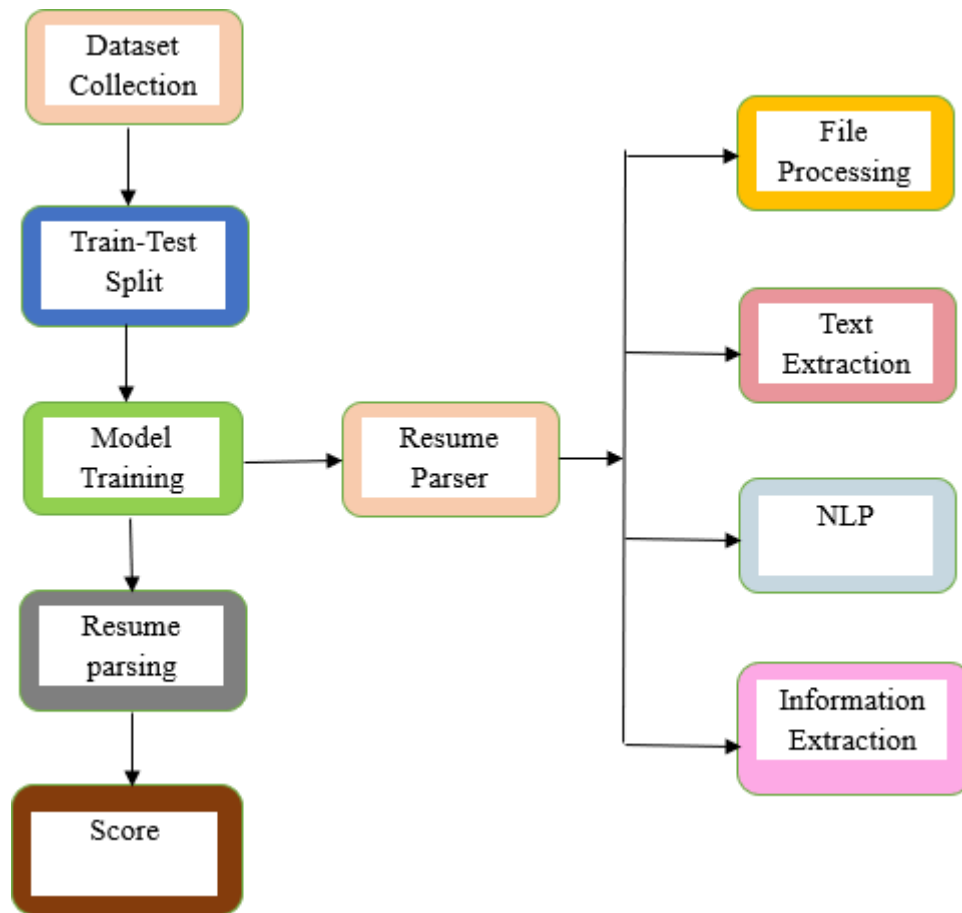 Dataset
Collection
Train-Test
Split
Model
Training
Resume
parsing
Score
Resume
Parser
File
Processing
Text
Extraction
NLP
Information
Extraction